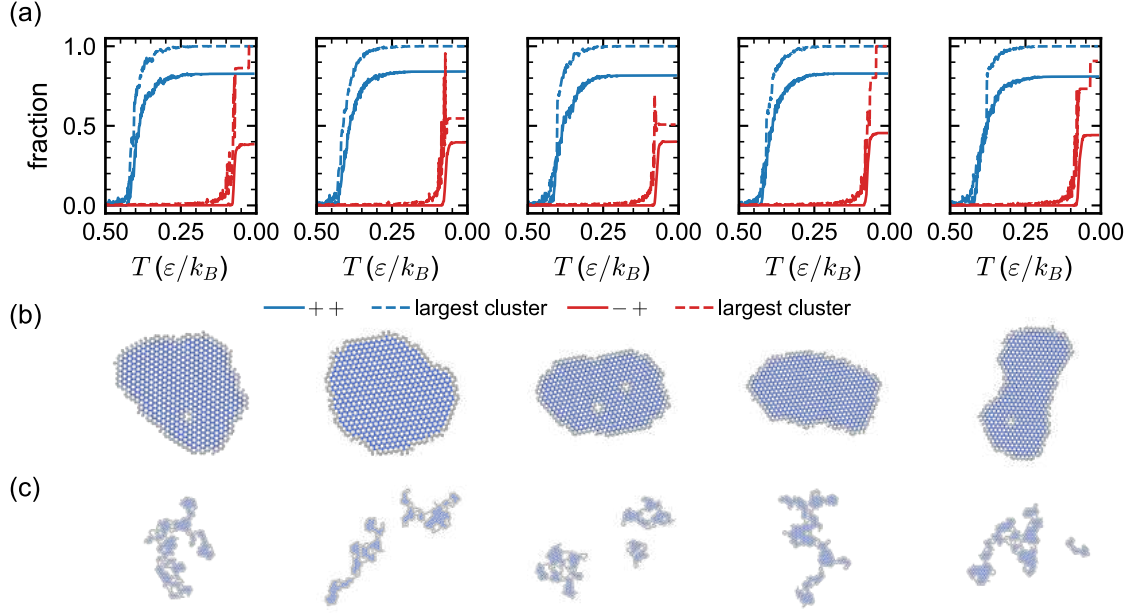 (a)
fraction
1.0
0.5
0.0
0.50 0.25 0.00 0.50 0.25 0.00 0.50 0.25 0.00 0.50 0.25 0.00 0.50 0.25 0.00
T (ε/k_B) T (ε/k_B) T (ε/k_B) T (ε/k_B) T (ε/k_B)
++ largest cluster −+ largest cluster
(b)
(c)